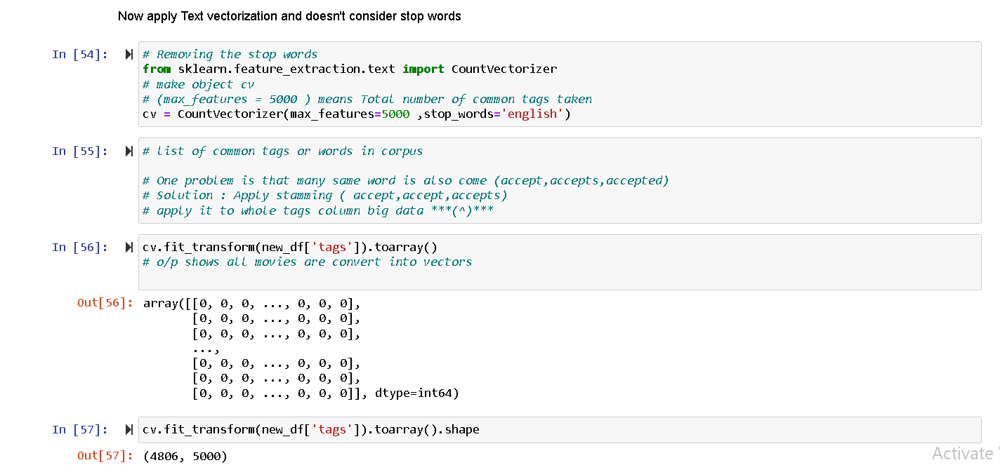 Now apply Text vectorization and doesn't consider stop words
In [54]:
# Removing the stop words
from sklearn.feature_extraction.text import CountVectorizer
# make object cv
# (max_features = 5000 ) means Total number of common tags taken
cv = CountVectorizer(max_features=5000 ,stop_words='english')
In [55]:
# list of common tags or words in corpus
# One problem is that many same word is also come (accept,accepts,accepted)
# Solution : Apply stamming ( accept,accept,accepts)
# apply it to whole tags column big data ***(^)***
In [56]:
cv.fit_transform(new_df['tags']).toarray()
# o/p shows all movies are convert into vectors
Out[56]:
array([[0, 0, 0, ..., 0, 0, 0],
[0, 0, 0, ..., 0, 0, 0],
[0, 0, 0, ..., 0, 0, 0],
...,
[0, 0, 0, ..., 0, 0, 0],
[0, 0, 0, ..., 0, 0, 0],
[0, 0, 0, ..., 0, 0, 0]], dtype=int64)
In [57]:
cv.fit_transform(new_df['tags']).toarray().shape
Out[57]:
(4806, 5000)
Activate